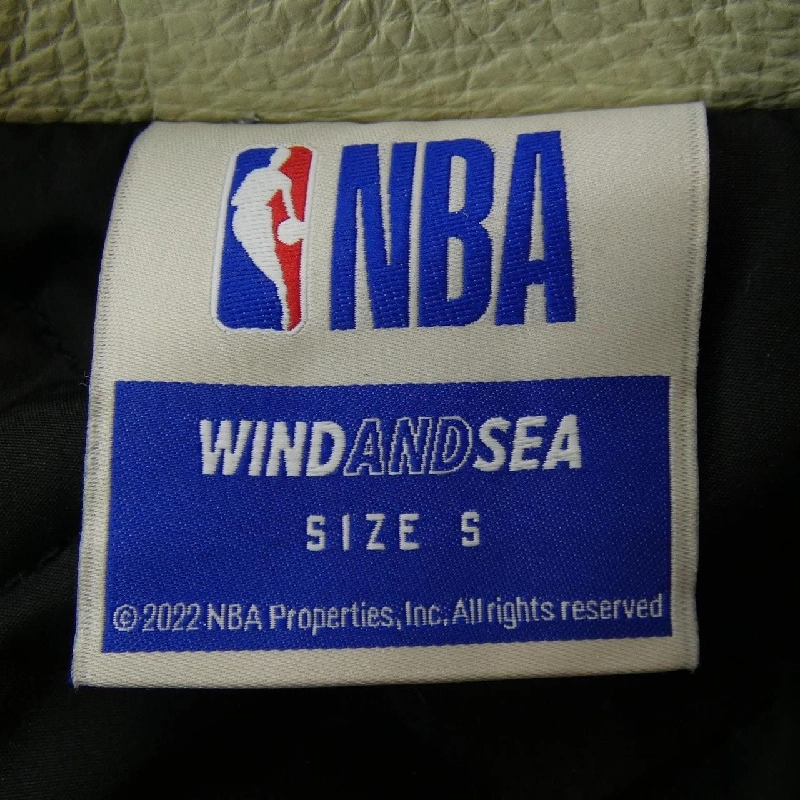 NBA
WINDANDSEA
SIZE S
© 2022 NBA Properties, Inc. All rights reserved